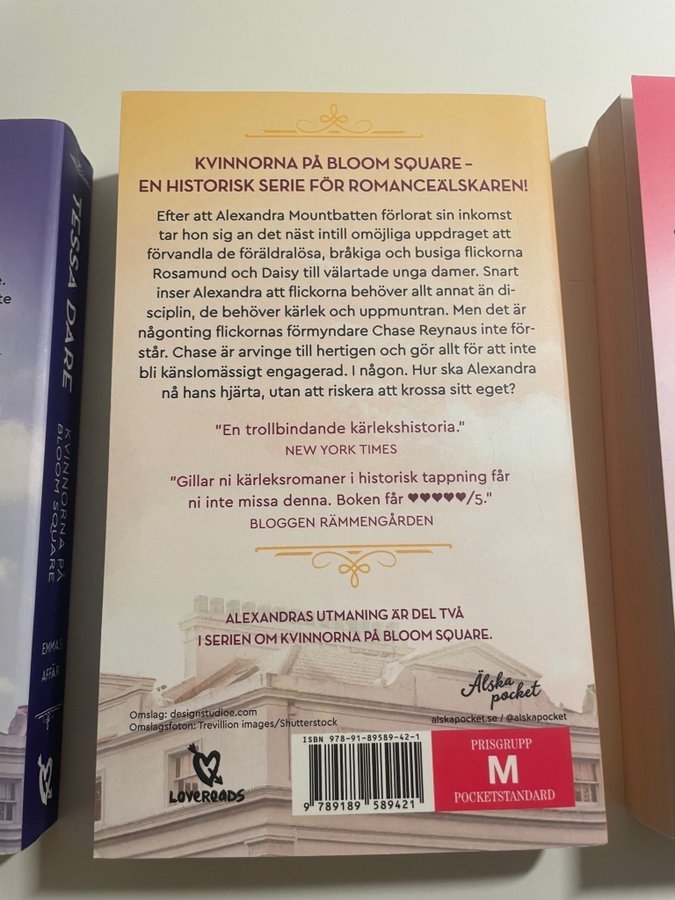 KVINNORNA PÅ BLOOM SQUARE –
EN HISTORISK SERIE FÖR ROMANCEÄLSKAREN!
Efter att Alexandra Mountbatten förlorat sin inkomst
tar hon sig an det näst intill omöjliga uppdraget att
förvandla de föräldralösa, bråkiga och busiga flickorna
Rosamund och Daisy till välartade unga damer. Snart
inser Alexandra att flickorna behöver allt annat än di-
sciplin, de behöver kärlek och uppmuntran. Men det är
någonting flickornas förmyndare Chase Reynaus inte för-
står. Chase är arvinge till hertigen och gör allt för att inte
bli känslomässigt engagerad. I någon. Hur ska Alexandra
nå hans hjärta, utan att riskera att krossa sitt eget?
"En trollbindande kärlekshistoria."
NEW YORK TIMES
"Gillar ni kärleksromaner i historisk tappning får
ni inte missa denna. Boken får ♥♥♥♥♥/5."
BLOGGEN RÄMMENGÅRDEN
ALEXANDRAS UTMANING ÄR DEL TVÅ
I SERIEN OM KVINNORNA PÅ BLOOM SQUARE.
Älska
pocket
alskapocket.se / @alskapocket
Omslag: designstudioe.com
Omslagsfoton: Trevillion images/Shutterstock
LOVEREADS
ISBN 978-91-89589-42-1
9 789189 589421
PRISGRUPP
M
POCKETSTANDARD
TESSA DARE
KVINNORNA PÅ
BLOOM SQUARE
EMMAS
AFFÄR
te